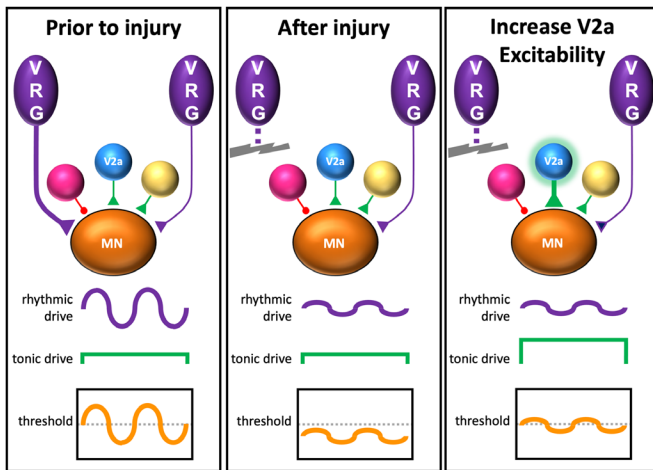 Prior to injury
V
R
G
V
R
G
V2a
MN
rhythmic
drive
tonic drive
threshold
After injury
V
R
G
V
R
G
V2a
MN
rhythmic
drive
tonic drive
threshold
Increase V2a
Excitability
V
R
G
V
R
G
V2a
MN
rhythmic
drive
tonic drive
threshold